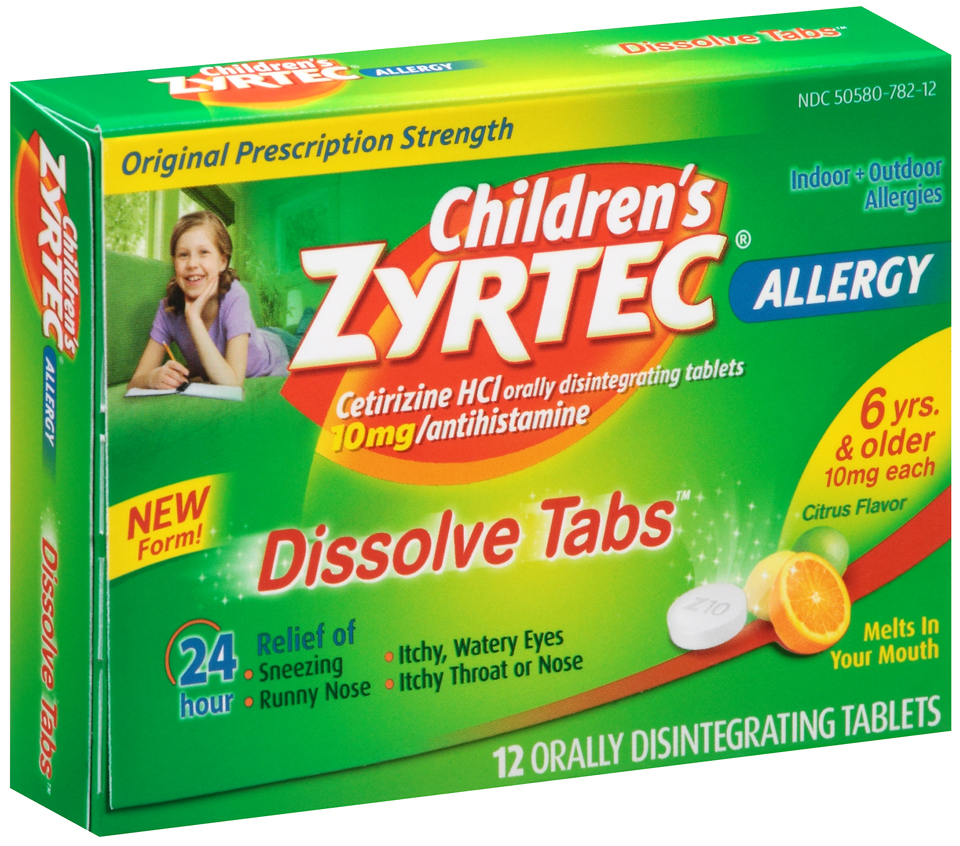 Children's
ZYRTEC®
ALLERGY
Dissolve Tabs™
NDC 50580-782-12
Original Prescription Strength
Indoor + Outdoor
Allergies
Children's
ZYRTEC®
ALLERGY
Cetirizine HCl orally disintegrating tablets
10mg/antihistamine
6 yrs.
& older
10mg each
Citrus Flavor
NEW
Form!
Dissolve Tabs™
Z10
24
hour
Relief of
• Sneezing
• Runny Nose
• Itchy, Watery Eyes
• Itchy Throat or Nose
Melts In
Your Mouth
12 ORALLY DISINTEGRATING TABLETS
Children's
ZYRTEC®
ALLERGY
Dissolve Tabs™